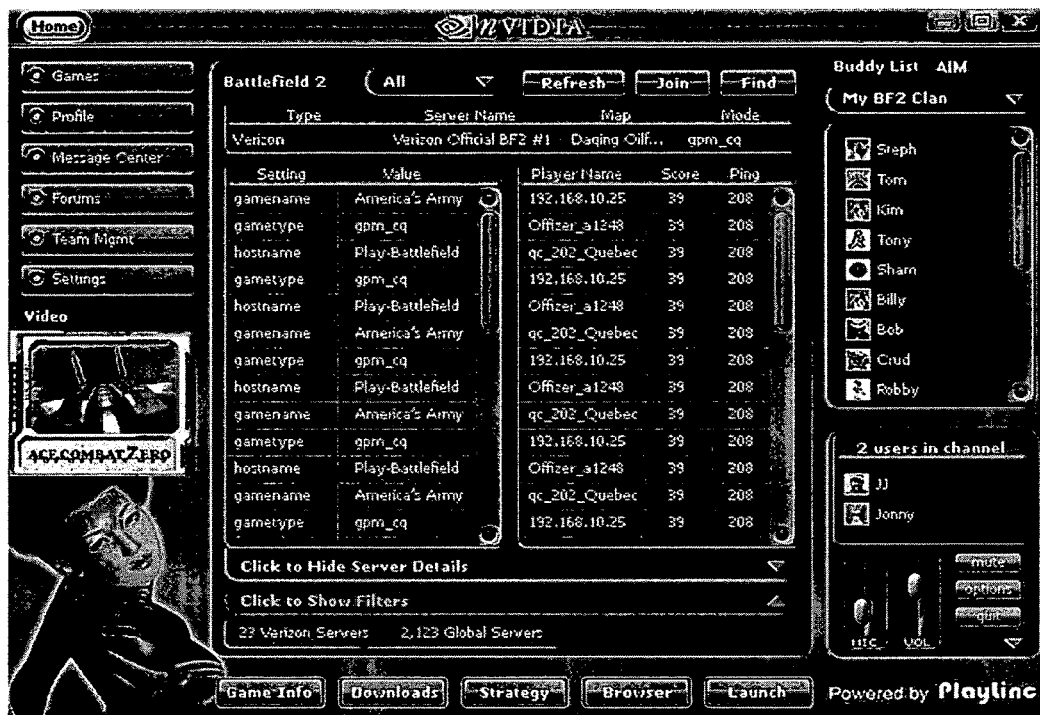 Home
nVIDIA
Games
Profile
Message Center
Forums
Team Mgmt
Settings
Video
ACE COMBAT ZERO
Battlefield 2 All Refresh Join Find
Type Server Name Map Mode
Verizon Verizon Official BF2 #1 Daqing Oilf... gpm_cq
Setting Value
gamename America's Army
gametype gpm_cq
hostname Play-Battlefield
gametype gpm_cq
hostname Play-Battlefield
gamename America's Army
gametype gpm_cq
hostname Play-Battlefield
gamename America's Army
gametype gpm_cq
hostname Play-Battlefield
gamename America's Army
gametype gpm_cq
Player Name Score Ping
192.168.10.25 39 208
Offizer_a1248 39 208
qc_202_Quebec 39 208
192.168.10.25 39 208
Offizer_a1248 39 208
qc_202_Quebec 39 208
192.168.10.25 39 208
Offizer_a1248 39 208
qc_202_Quebec 39 208
192.168.10.25 39 208
Offizer_a1248 39 208
qc_202_Quebec 39 208
192.168.10.25 39 208
Click to Hide Server Details
Click to Show Filters
23 Verizon Servers 2,123 Global Servers
Buddy List AIM
My BF2 Clan
Steph
Tom
Kim
Tony
Sharn
Billy
Bob
Crud
Robby
2 users in channel
JJ
Jonny
mute
options
quit
MIC VOL
Game Info Downloads Strategy Browser Launch
Powered by PlayLinc